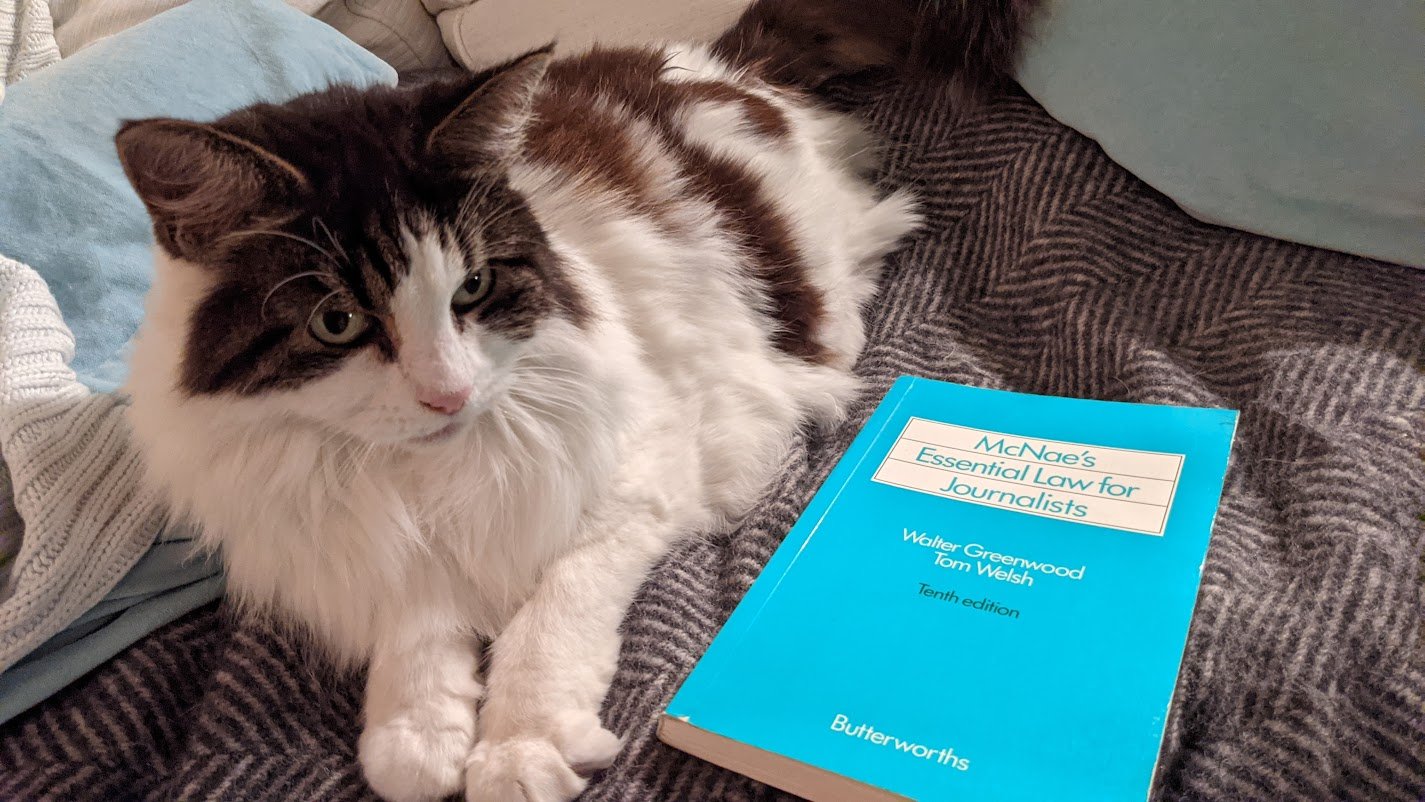 McNae's
Essential Law for
Journalists
Walter Greenwood
Tom Welsh
Tenth edition
Butterworths